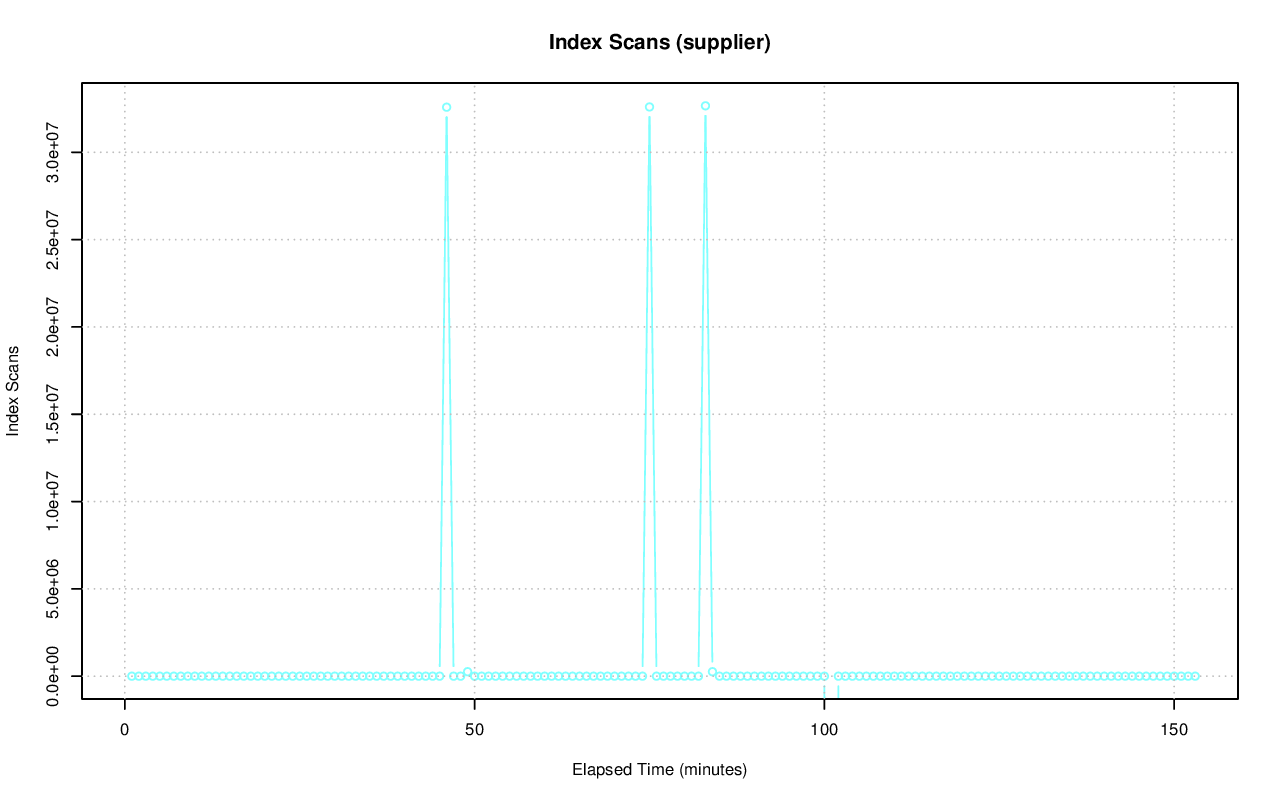 Index Scans (supplier)
Index Scans
3.0e+07
2.5e+07
2.0e+07
1.5e+07
1.0e+07
5.0e+06
0.0e+00
0 50 100 150
Elapsed Time (minutes)